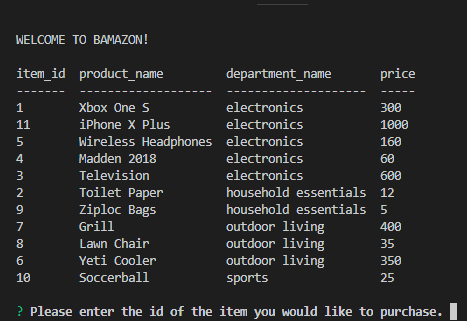 WELCOME TO BAMAZON!
item_id  product_name         department_name       price
-------  -------------------  --------------------  -----
1        Xbox One S           electronics           300
11       iPhone X Plus        electronics           1000
5        Wireless Headphones  electronics           160
4        Madden 2018          electronics           60
3        Television           electronics           600
2        Toilet Paper         household essentials  12
9        Ziploc Bags          household essentials  5
7        Grill                outdoor living        400
8        Lawn Chair           outdoor living        35
6        Yeti Cooler          outdoor living        350
10       Soccerball           sports                25
? Please enter the id of the item you would like to purchase.